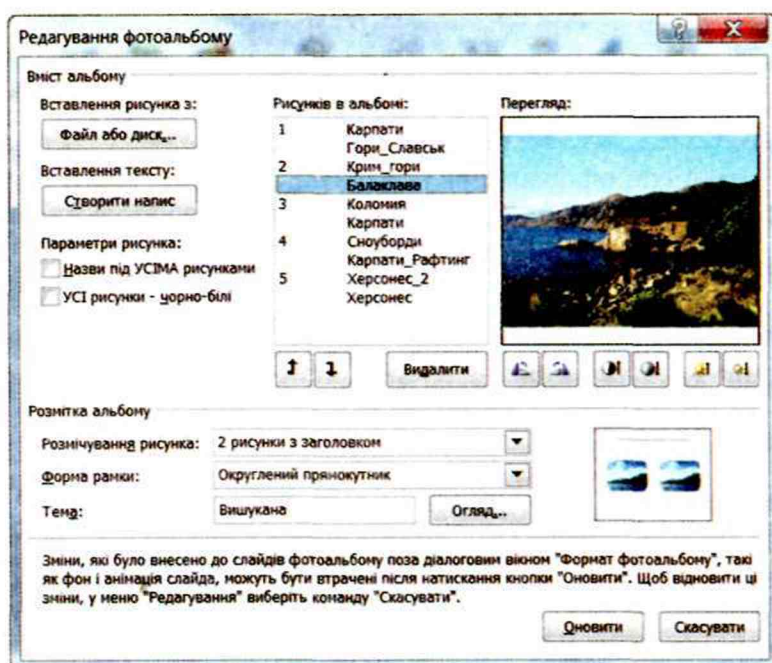 Редагування фотоальбому
Вміст альбому
Вставлення рисунка з:
Файл або диск...
Вставлення тексту:
Створити напис
Параметри рисунка:
Назви під УСІМА рисунками
УСІ рисунки - чорно-білі
Рисунків в альбомі:
1 Карпати
Гори_Славськ
2 Крим_гори
Балаклава
3 Коломия
Карпати
4 Сноуборди
Карпати_Рафтинг
5 Херсонес_2
Херсонес
Видалити
Перегляд:
Розмітка альбому
Розмічування рисунка: 2 рисунки з заголовком
Форма рамки: Округлений прямокутник
Тема: Вишукана Огляд...
Зміни, які було внесено до слайдів фотоальбому поза діалоговим вікном "Формат фотоальбому", такі
як фон і анімація слайда, можуть бути втрачені після натискання кнопки "Оновити". Щоб відновити ці
зміни, у меню "Редагування" виберіть команду "Скасувати".
Оновити Скасувати